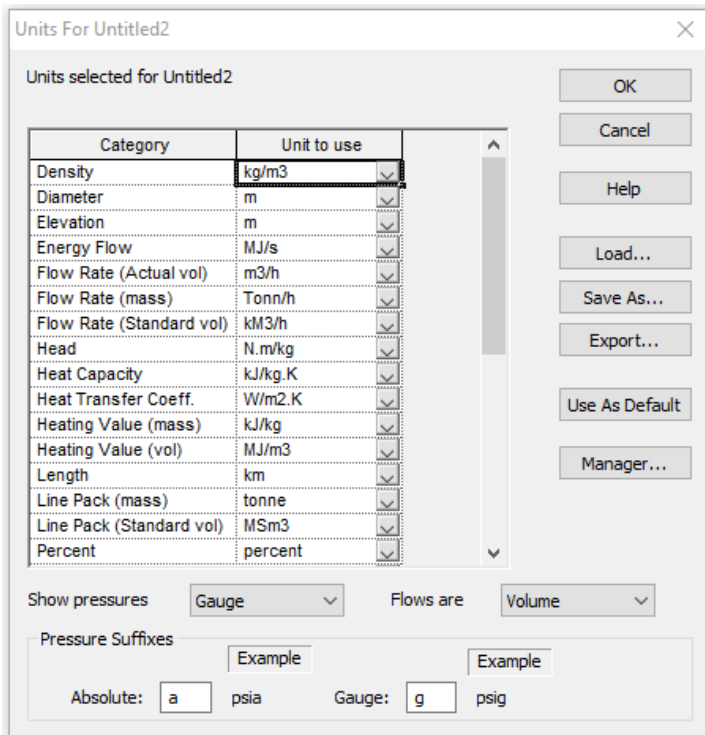 Units For Untitled2
Units selected for Untitled2
OK
Cancel
Help
Load...
Save As...
Export...
Use As Default
Manager...
Category Unit to use
Density kg/m3
Diameter m
Elevation m
Energy Flow MJ/s
Flow Rate (Actual vol) m3/h
Flow Rate (mass) Tonn/h
Flow Rate (Standard vol) kM3/h
Head N.m/kg
Heat Capacity kJ/kg.K
Heat Transfer Coeff. W/m2.K
Heating Value (mass) kJ/kg
Heating Value (vol) MJ/m3
Length km
Line Pack (mass) tonne
Line Pack (Standard vol) MSm3
Percent percent
Show pressures Gauge Flows are Volume
Pressure Suffixes
Example Example
Absolute: a psia Gauge: g psig